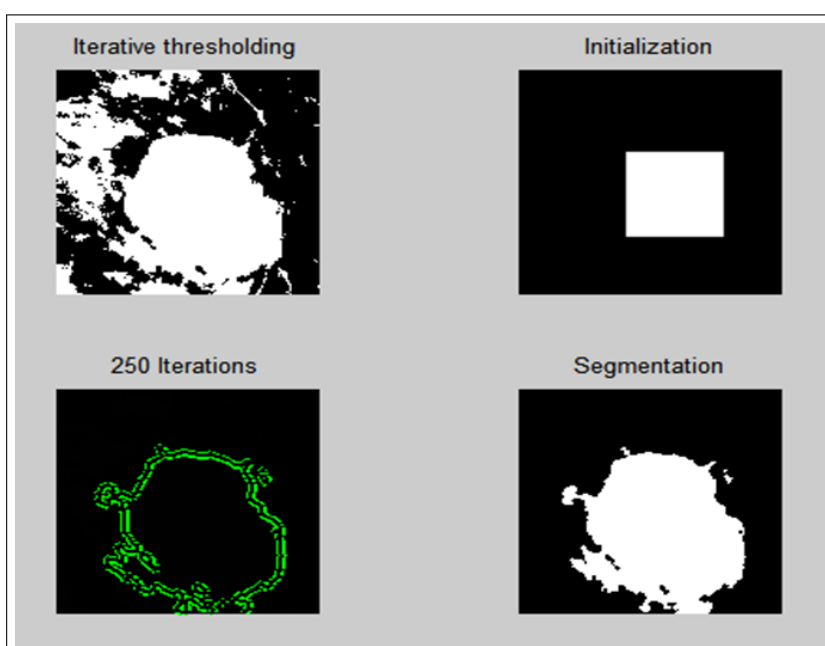 Iterative thresholding
Initialization
250 Iterations
Segmentation